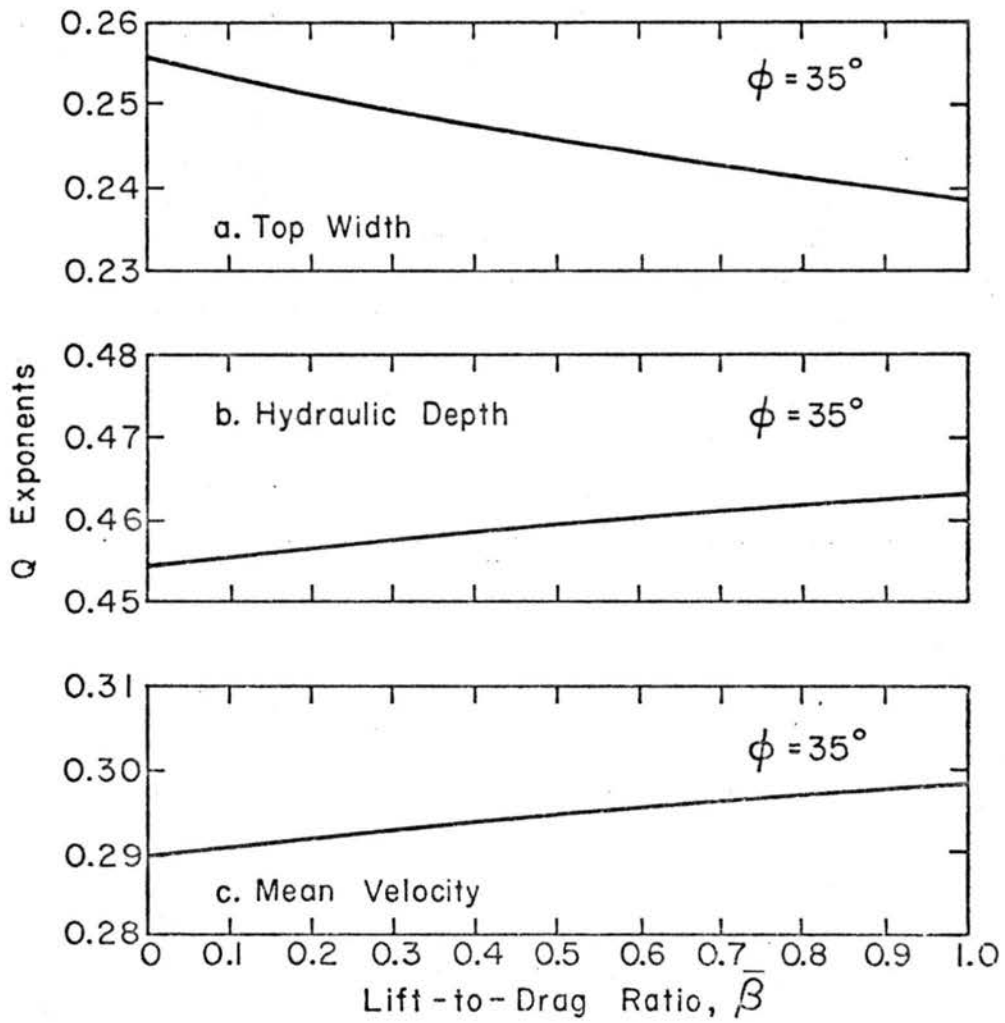 0.26
0.25
0.24
0.23
ϕ = 35°
a. Top Width
Q Exponents
0.48
0.47
0.46
0.45
b. Hydraulic Depth
ϕ = 35°
0.31
0.30
0.29
0.28
ϕ = 35°
c. Mean Velocity
0 0.1 0.2 0.3 0.4 0.5 0.6 0.7 0.8 0.9 1.0
Lift-to-Drag Ratio, β̅